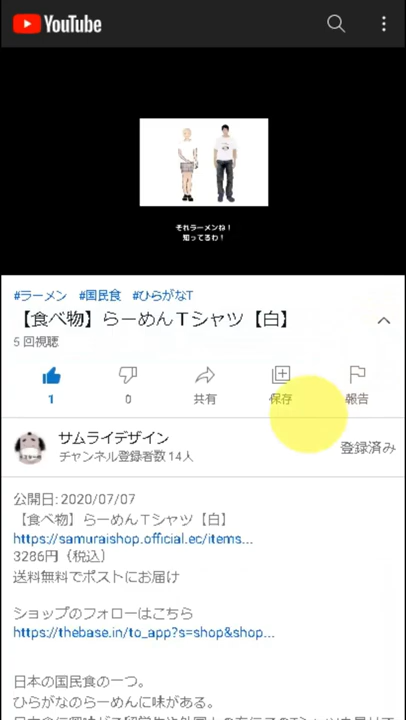 YouTube
それラーメンね！
知ってるわ！
#ラーメン #国民食 #ひらがなT
【食べ物】らーめんTシャツ【白】
5 回視聴
1
0
共有
保存
報告
サムライデザイン
チャンネル登録者数 14人
登録済み
公開日: 2020/07/07
【食べ物】らーめんTシャツ【白】
https://samuraishop.official.ec/items...
3286円（税込）
送料無料でポストにお届け
ショップのフォローはこちら
https://thebase.in/to_app?s=shop&shop...
日本の国民食の一つ。
ひらがなのらーめんに味がある。